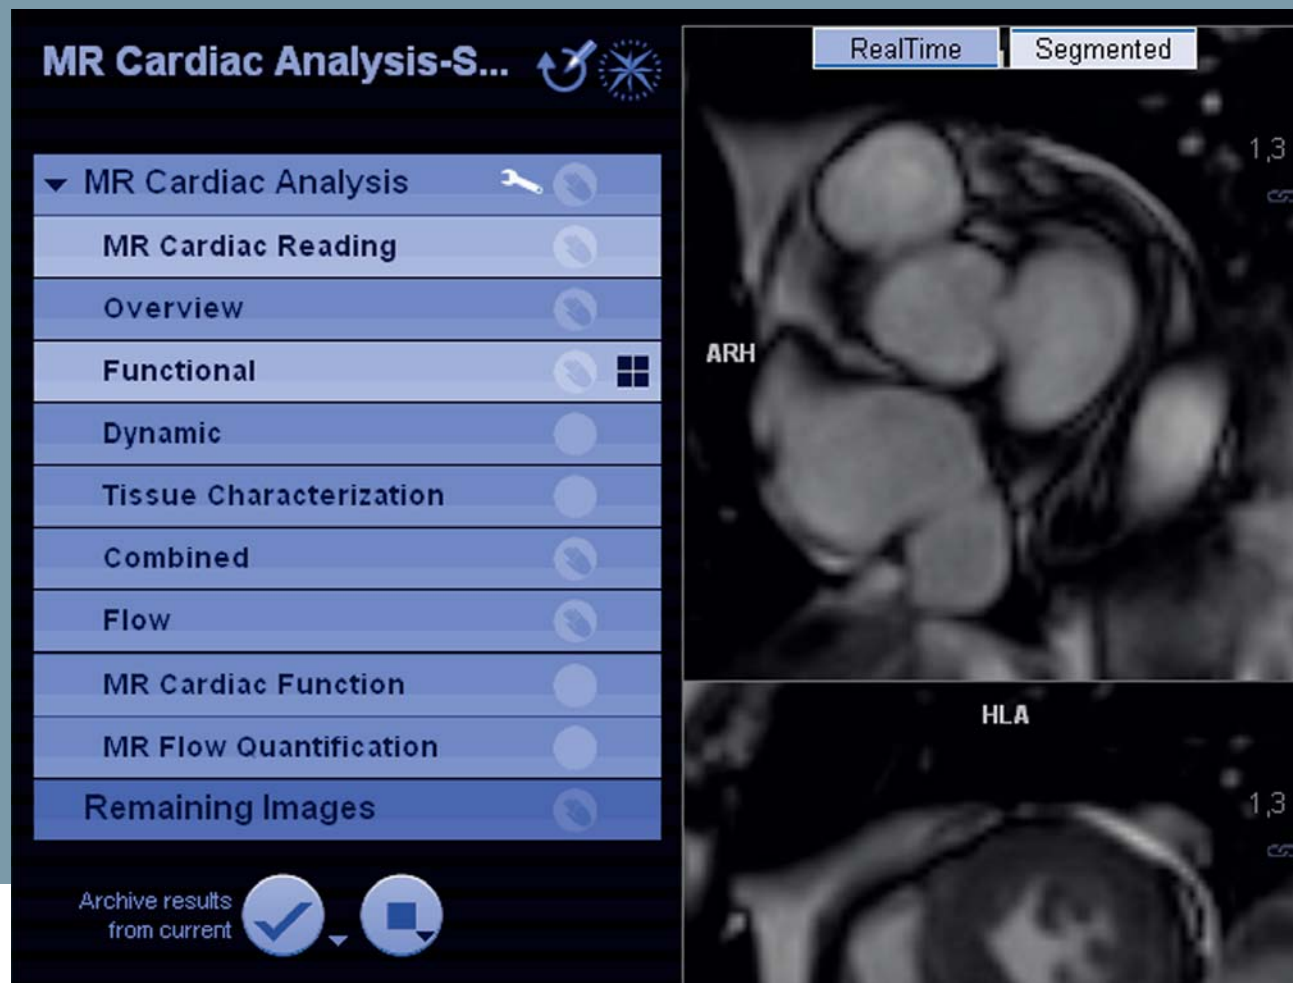 MR Cardiac Analysis-S...
MR Cardiac Analysis
MR Cardiac Reading
Overview
Functional
Dynamic
Tissue Characterization
Combined
Flow
MR Cardiac Function
MR Flow Quantification
Remaining Images
Archive results
from current
RealTime
Segmented
1,3
ARH
HLA
1,3